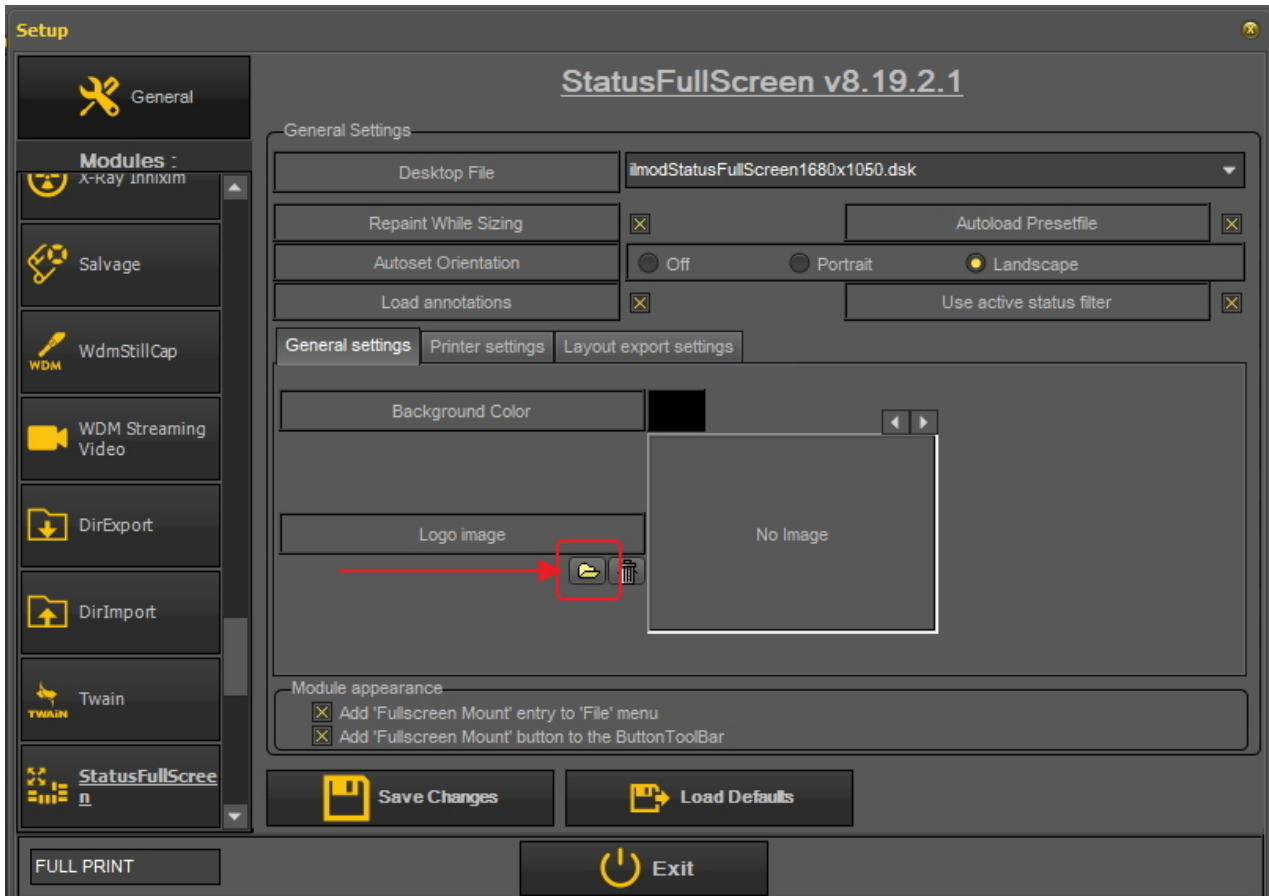 Setup
General
Modules :
X-Ray Innixim
Salvage
WDM
WdmStillCap
WDM Streaming
Video
DirExport
DirImport
TWAIN
Twain
StatusFullScree
n
FULL PRINT
StatusFullScreen v8.19.2.1
General Settings
Desktop File
ilmodStatusFullScreen1680x1050.dsk
Repaint While Sizing
Autoload Presetfile
Autoset Orientation
Off
Portrait
Landscape
Load annotations
Use active status filter
General settings
Printer settings
Layout export settings
Background Color
Logo image
No Image
Module appearance
Add 'Fullscreen Mount' entry to 'File' menu
Add 'Fullscreen Mount' button to the ButtonToolBar
Save Changes
Load Defaults
Exit